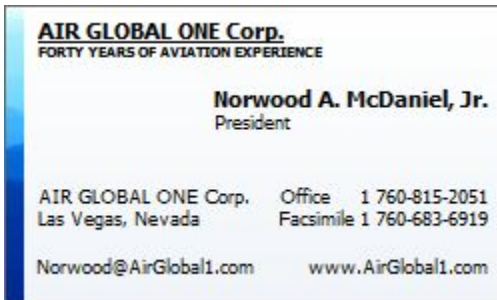 AIR GLOBAL ONE Corp.
FORTY YEARS OF AVIATION EXPERIENCE
Norwood A. McDaniel, Jr.
President
AIR GLOBAL ONE Corp. Office 1 760-815-2051
Las Vegas, Nevada Facsimile 1 760-683-6919
Norwood@AirGlobal1.com www.AirGlobal1.com